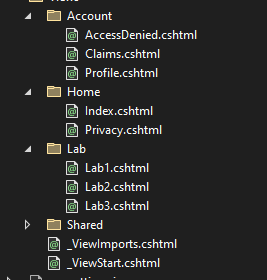 Account
AccessDenied.cshtml
Claims.cshtml
Profile.cshtml
Home
Index.cshtml
Privacy.cshtml
Lab
Lab1.cshtml
Lab2.cshtml
Lab3.cshtml
Shared
_ViewImports.cshtml
_ViewStart.cshtml